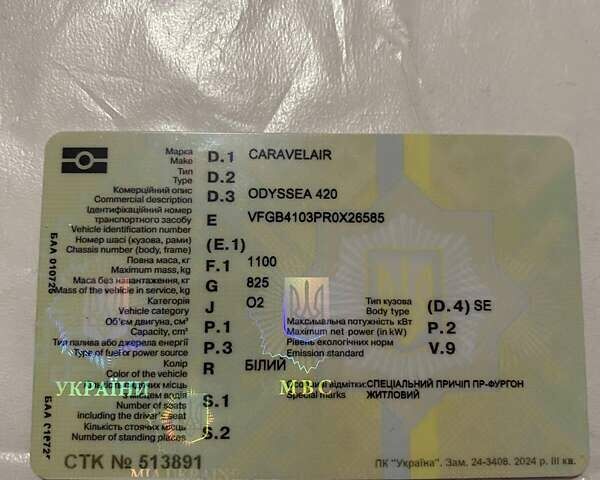 Марка D.1 CARAVELAIR
Make
Тип D.2
Type
Комерційний опис D.3 ODYSSEA 420
Commercial description
Ідентифікаційний номер
транспортного засобу E VFGB4103PR0X26585
Vehicle identification number
Номер шасі (кузова, рами) (E.1)
Chassis number (body, frame)
Повна маса, кг F.1 1100
Maximum mass, kg
Маса без навантаження, кг G 825
Mass of the vehicle in service, kg
Категорія J O2 Тип кузова (D.4) SE
Vehicle category Body type
Об'єм двигуна, см³ P.1 Максимальна потужність кВт P.2
Capacity, cm³ Maximum net power (in kW)
Тип палива або джерела енергії P.3 Рівень екологічних норм V.9
Type of fuel or power source Emission standard
Колір R БІЛИЙ
Color of the vehicle
УКРАЇНИ МВС
відмітки: СПЕЦІАЛЬНИЙ ПРИЧІП ПР-ФУРГОН
Special marks ЖИТЛОВИЙ
Number of seats S.1
including the driver's seat
Кількість стоячих місць S.2
Number of standing places
СТК № 513891
ПК "Україна". Зам. 24-3408. 2024 р. III кв.
БАА 010725